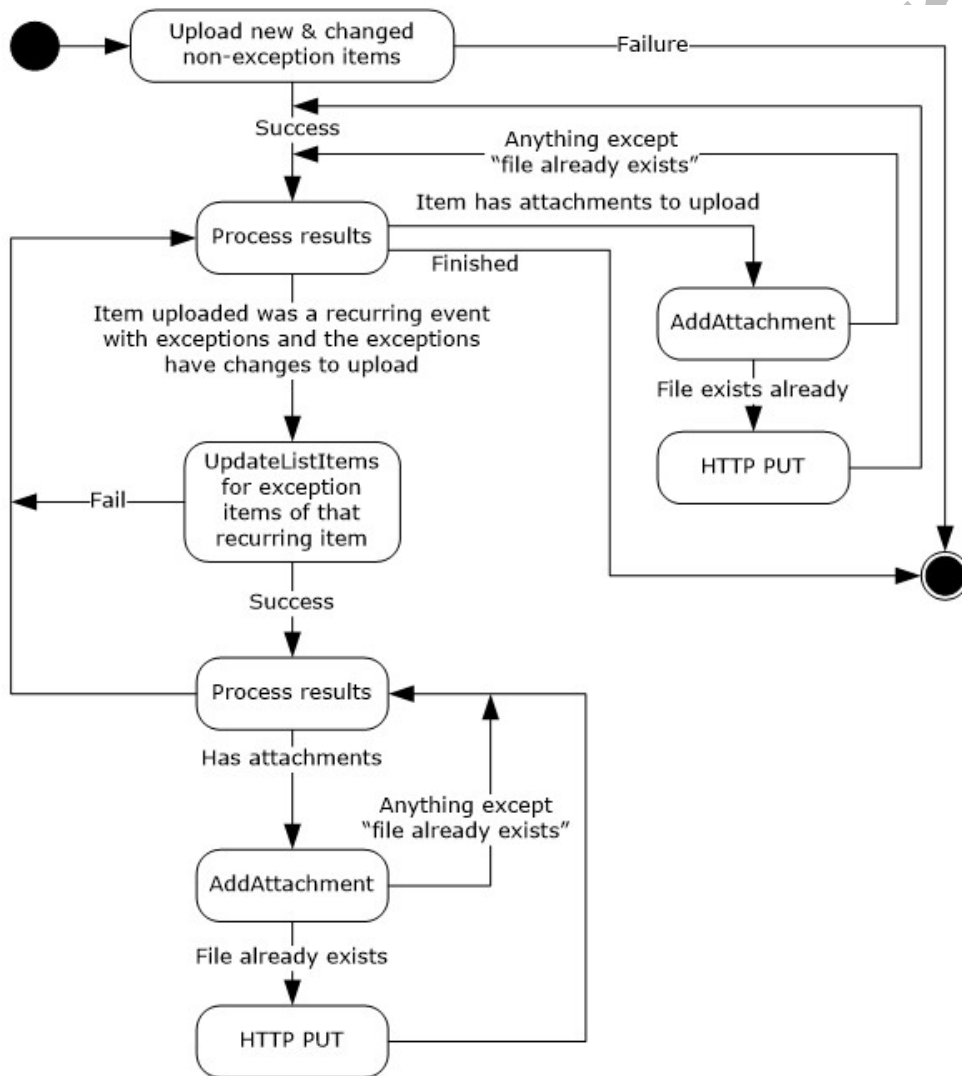 Upload new & changed
non-exception items
Failure
Success
Anything except
“file already exists”
Item has attachments to upload
Process results
Finished
Item uploaded was a recurring event
with exceptions and the exceptions
have changes to upload
AddAttachment
File exists already
HTTP PUT
UpdateListItems
for exception
items of that
recurring item
Fail
Success
Process results
Has attachments
Anything except
“file already exists”
AddAttachment
File already exists
HTTP PUT